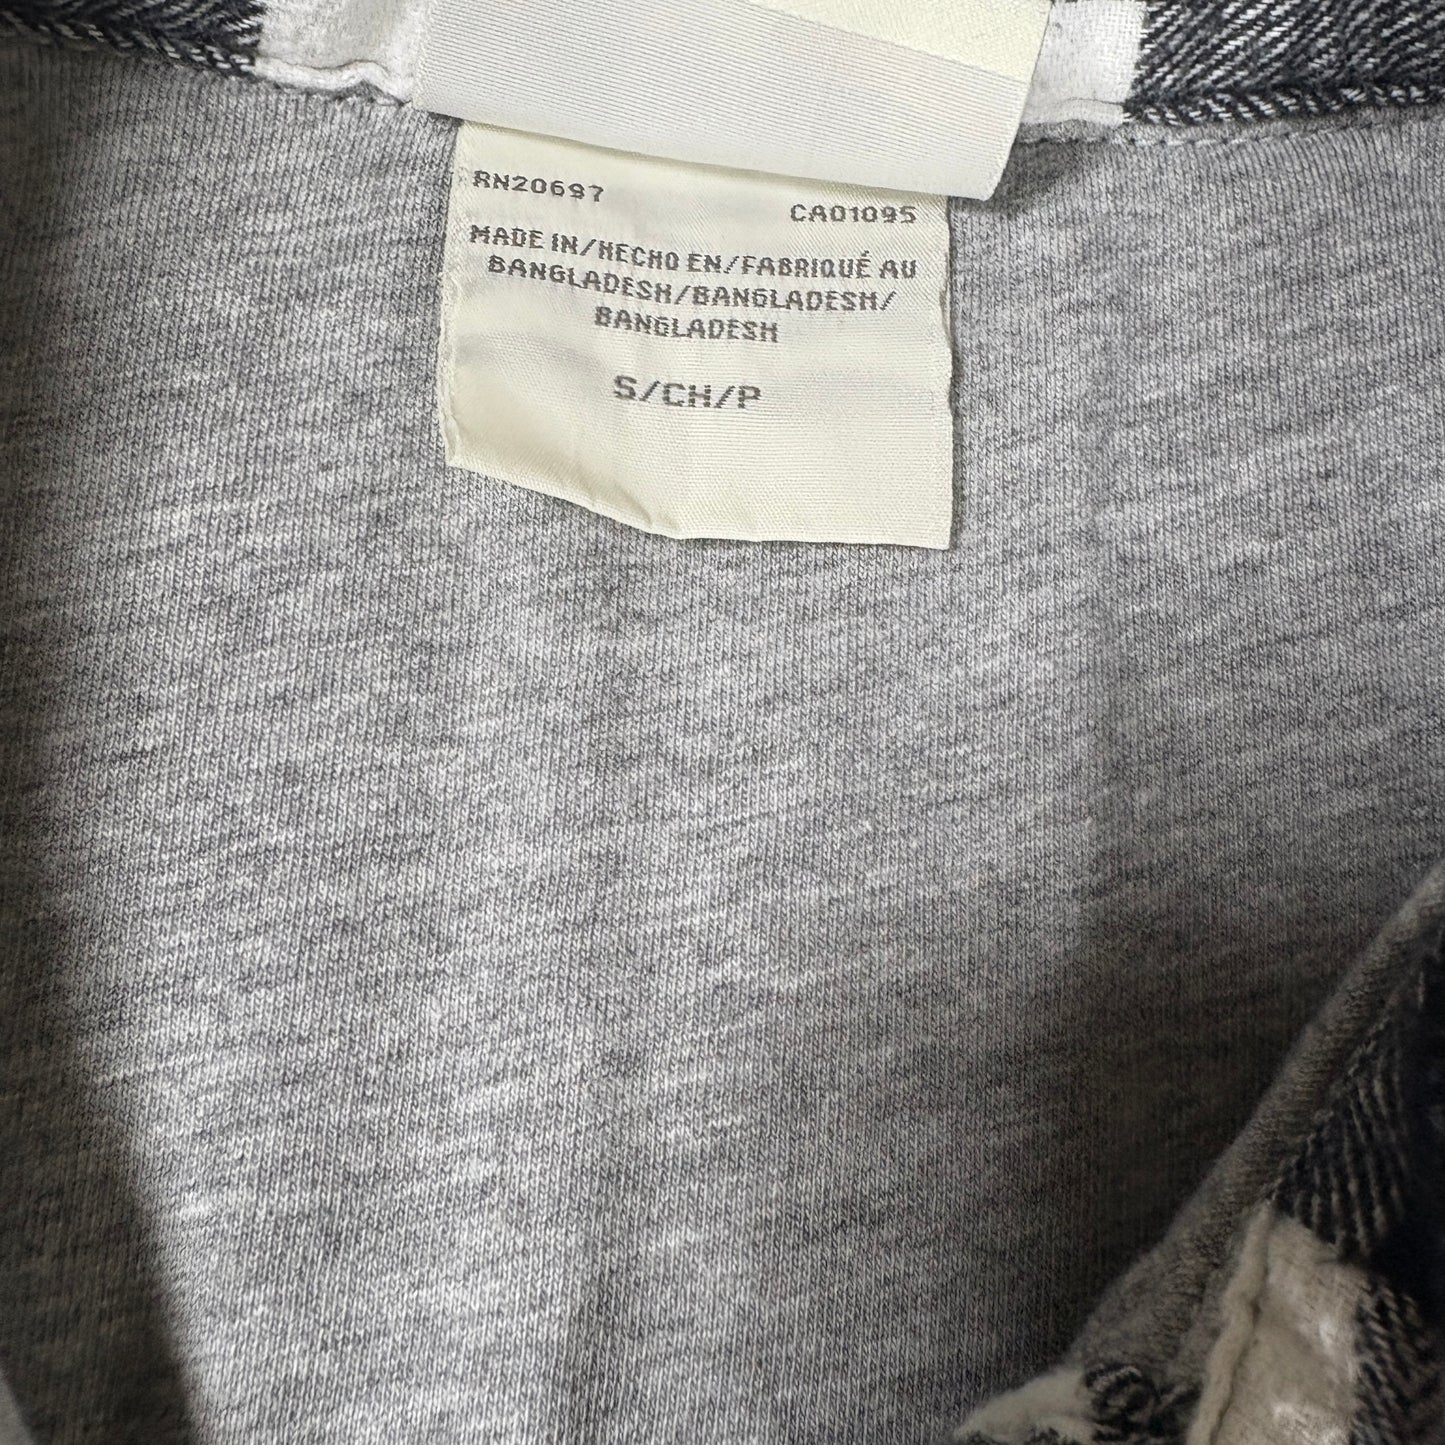 RN20697
CA01095
MADE IN/HECHO EN/FABRIQUÉ AU
BANGLADESH/BANGLADESH/
BANGLADESH
S/CH/P